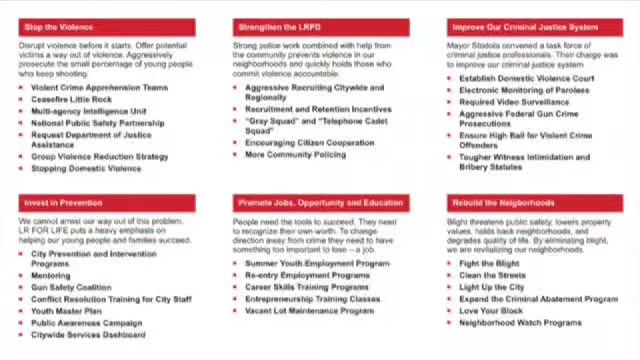 Stop the Violence
Disrupt violence before it starts. Offer potential
victims a way out of violence. Aggressively
prosecute the small percentage of young people
who keep shooting.
Violent Crime Apprehension Teams
Ceasefire Little Rock
Multi-agency Intelligence Unit
National Public Safety Partnership
Request Department of Justice
Assistance
Group Violence Reduction Strategy
Stopping Domestic Violence
Strengthen the LRPD
Strong police work combined with help from
the community prevents violence in our
neighborhoods and quickly holds those who
commit violence accountable.
Aggressive Recruiting Citywide and
Regionally
Recruitment and Retention Incentives
"Gray Squad" and "Telephone Cadet
Squad"
Encouraging Citizen Cooperation
More Community Policing
Improve Our Criminal Justice System
Mayor Stodola convened a task force of
criminal justice professionals. Their charge was
to improve our criminal justice system
Establish Domestic Violence Court
Electronic Monitoring of Parolees
Required Video Surveillance
Aggressive Federal Gun Crime
Prosecutions
Ensure High Bail for Violent Crime
Offenders
Tougher Witness Intimidation and
Bribery Statutes
Invest in Prevention
We cannot arrest our way out of this problem.
LR FOR LIFE puts a heavy emphasis on
helping our young people and families succeed.
City Prevention and Intervention
Programs
Mentoring
Gun Safety Coalition
Conflict Resolution Training for City Staff
Youth Master Plan
Public Awareness Campaign
Citywide Services Dashboard
Promote Jobs, Opportunity and Education
People need the tools to succeed. They need
to recognize their own worth. To change
direction away from crime they need to have
something too important to lose – a job.
Summer Youth Employment Program
Re-entry Employment Programs
Career Skills Training Programs
Entrepreneurship Training Classes
Vacant Lot Maintenance Program
Rebuild the Neigborhoods
Blight threatens public safety, lowers property
values, holds back neighborhoods, and
degrades quality of life. By eliminating blight,
we are revitalizing our neighborhoods.
Fight the Blight
Clean the Streets
Light Up the City
Expand the Criminal Abatement Program
Love Your Block
Neighborhood Watch Programs